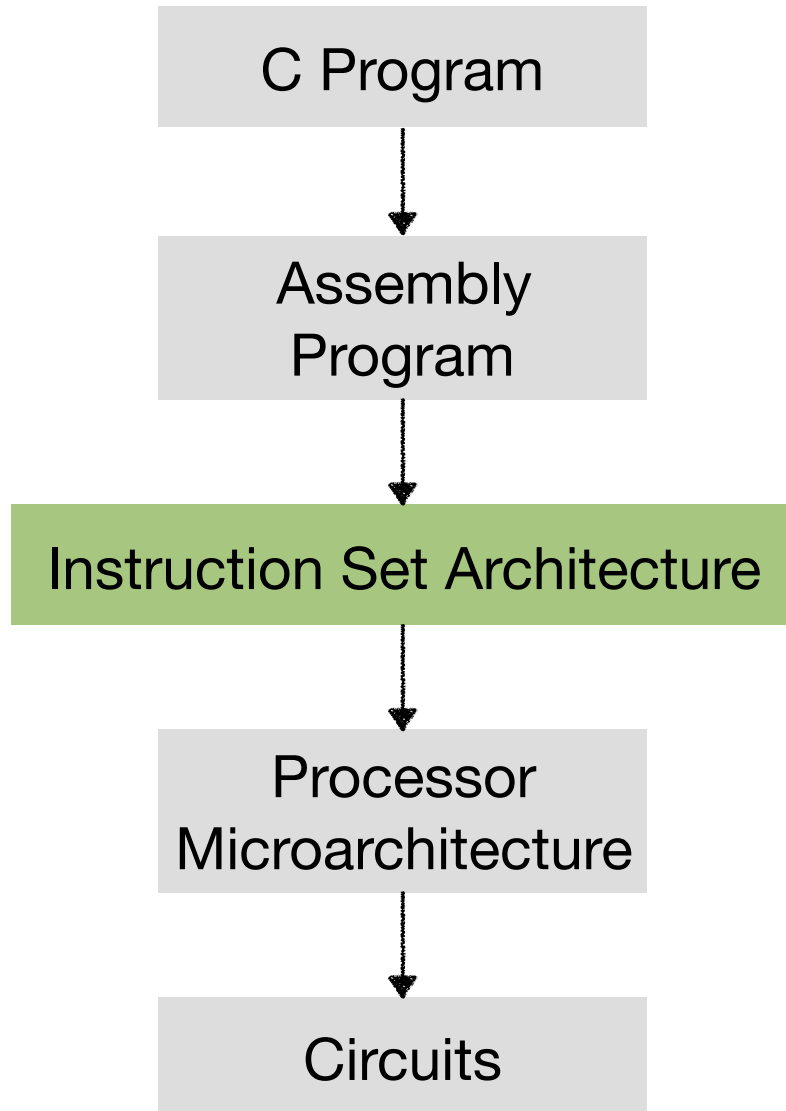 C Program
Assembly
Program
Instruction Set Architecture
Processor
Microarchitecture
Circuits